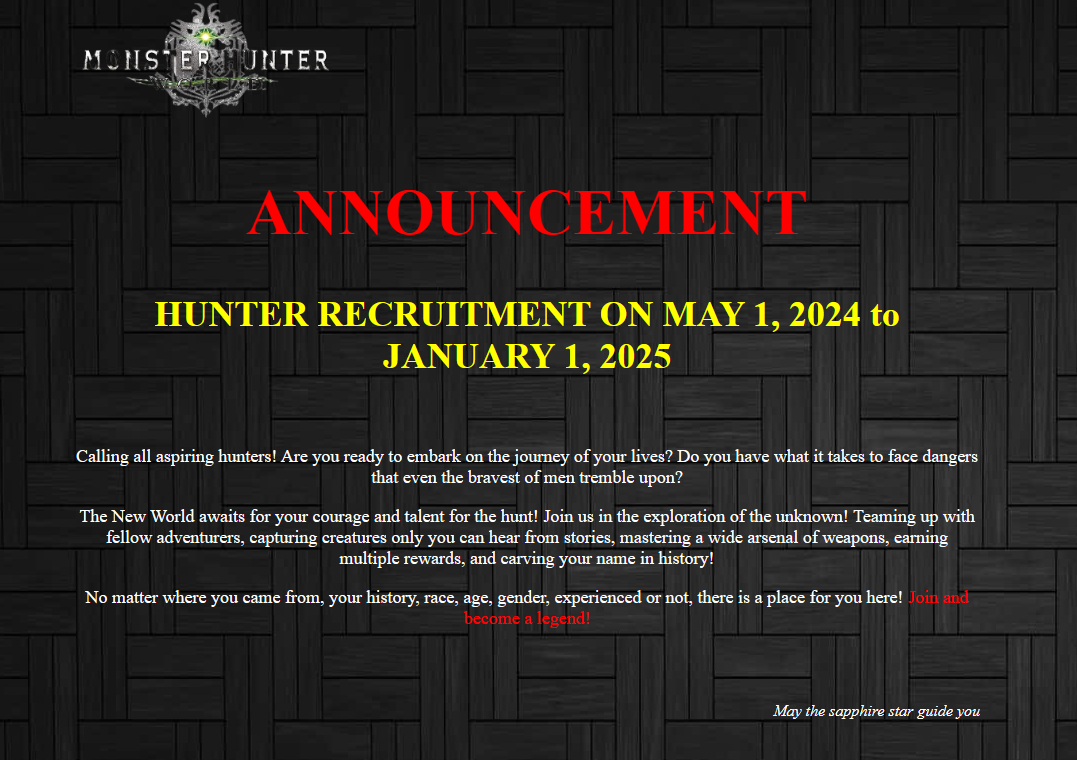 MONSTER HUNTER
ANNOUNCEMENT
HUNTER RECRUITMENT ON MAY 1, 2024 to
JANUARY 1, 2025
Calling all aspiring hunters! Are you ready to embark on the journey of your lives? Do you have what it takes to face dangers
that even the bravest of men tremble upon?
The New World awaits for your courage and talent for the hunt! Join us in the exploration of the unknown! Teaming up with
fellow adventurers, capturing creatures only you can hear from stories, mastering a wide arsenal of weapons, earning
multiple rewards, and carving your name in history!
No matter where you came from, your history, race, age, gender, experienced or not, there is a place for you here! Join and
become a legend!
May the sapphire star guide you